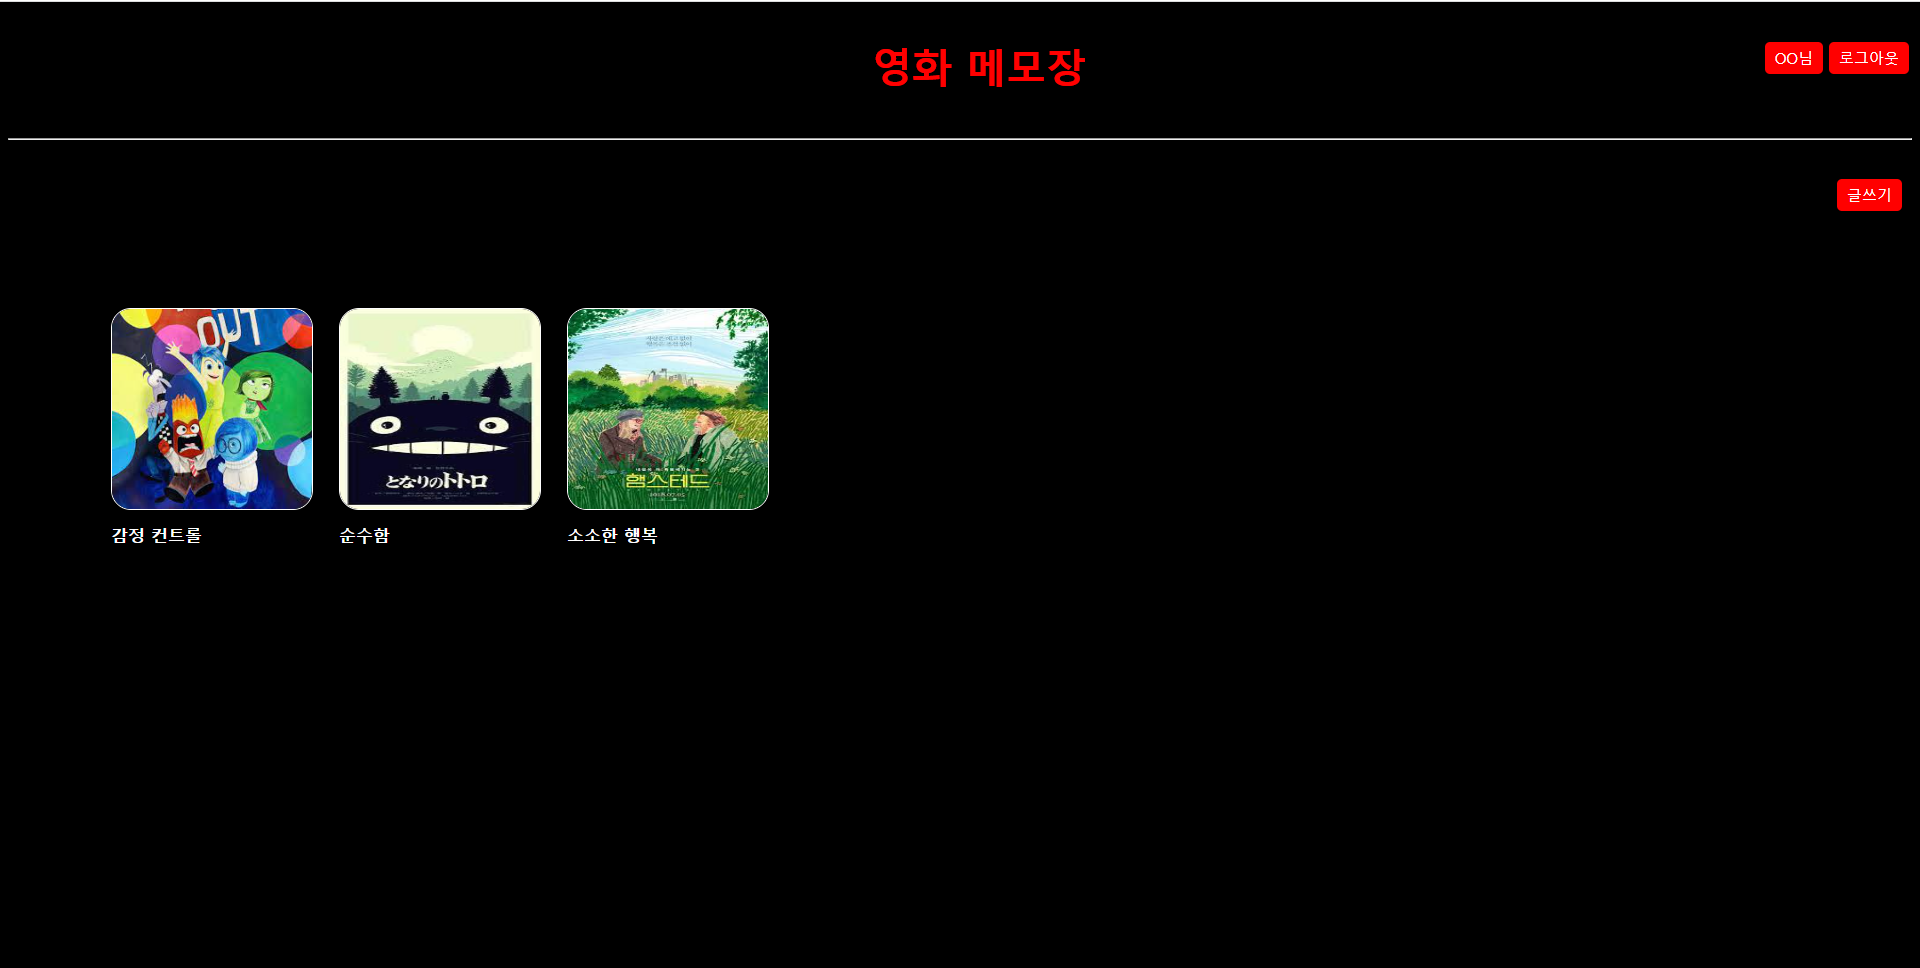 영화 메모장
OO님
로그아웃
글쓰기
OUT
となりのトトロ
햄스테드
감정 컨트롤
순수함
소소한 행복